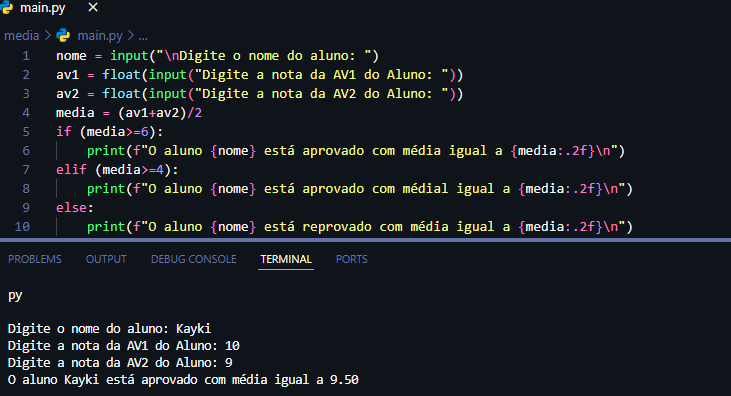 main.py X
media > main.py > ...
1 nome = input("\nDigite o nome do aluno: ")
2 av1 = float(input("Digite a nota da AV1 do Aluno: "))
3 av2 = float(input("Digite a nota da AV2 do Aluno: "))
4 media = (av1+av2)/2
5 if (media>=6):
6 print(f"O aluno {nome} está aprovado com média igual a {media:.2f}\n")
7 elif (media>=4):
8 print(f"O aluno {nome} está aprovado com médial igual a {media:.2f}\n")
9 else:
10 print(f"O aluno {nome} está reprovado com média igual a {media:.2f}\n")
PROBLEMS OUTPUT DEBUG CONSOLE TERMINAL PORTS
py
Digite o nome do aluno: Kayki
Digite a nota da AV1 do Aluno: 10
Digite a nota da AV2 do Aluno: 9
O aluno Kayki está aprovado com média igual a 9.50